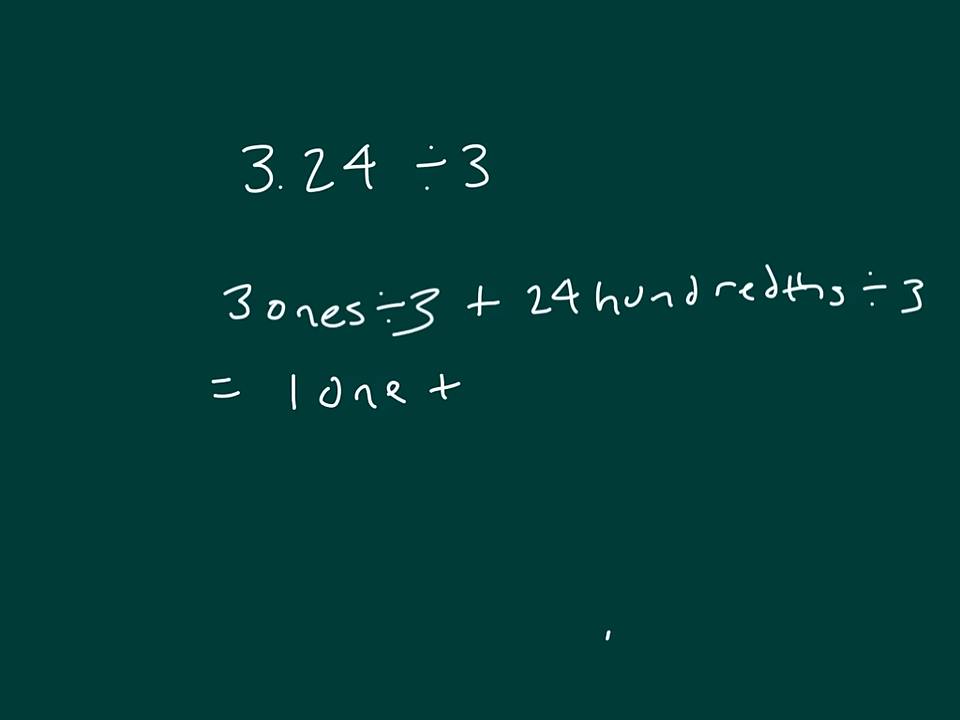 3.24 ÷3
3 ones ÷3 + 24 hundredths ÷ 3
= 1 one +